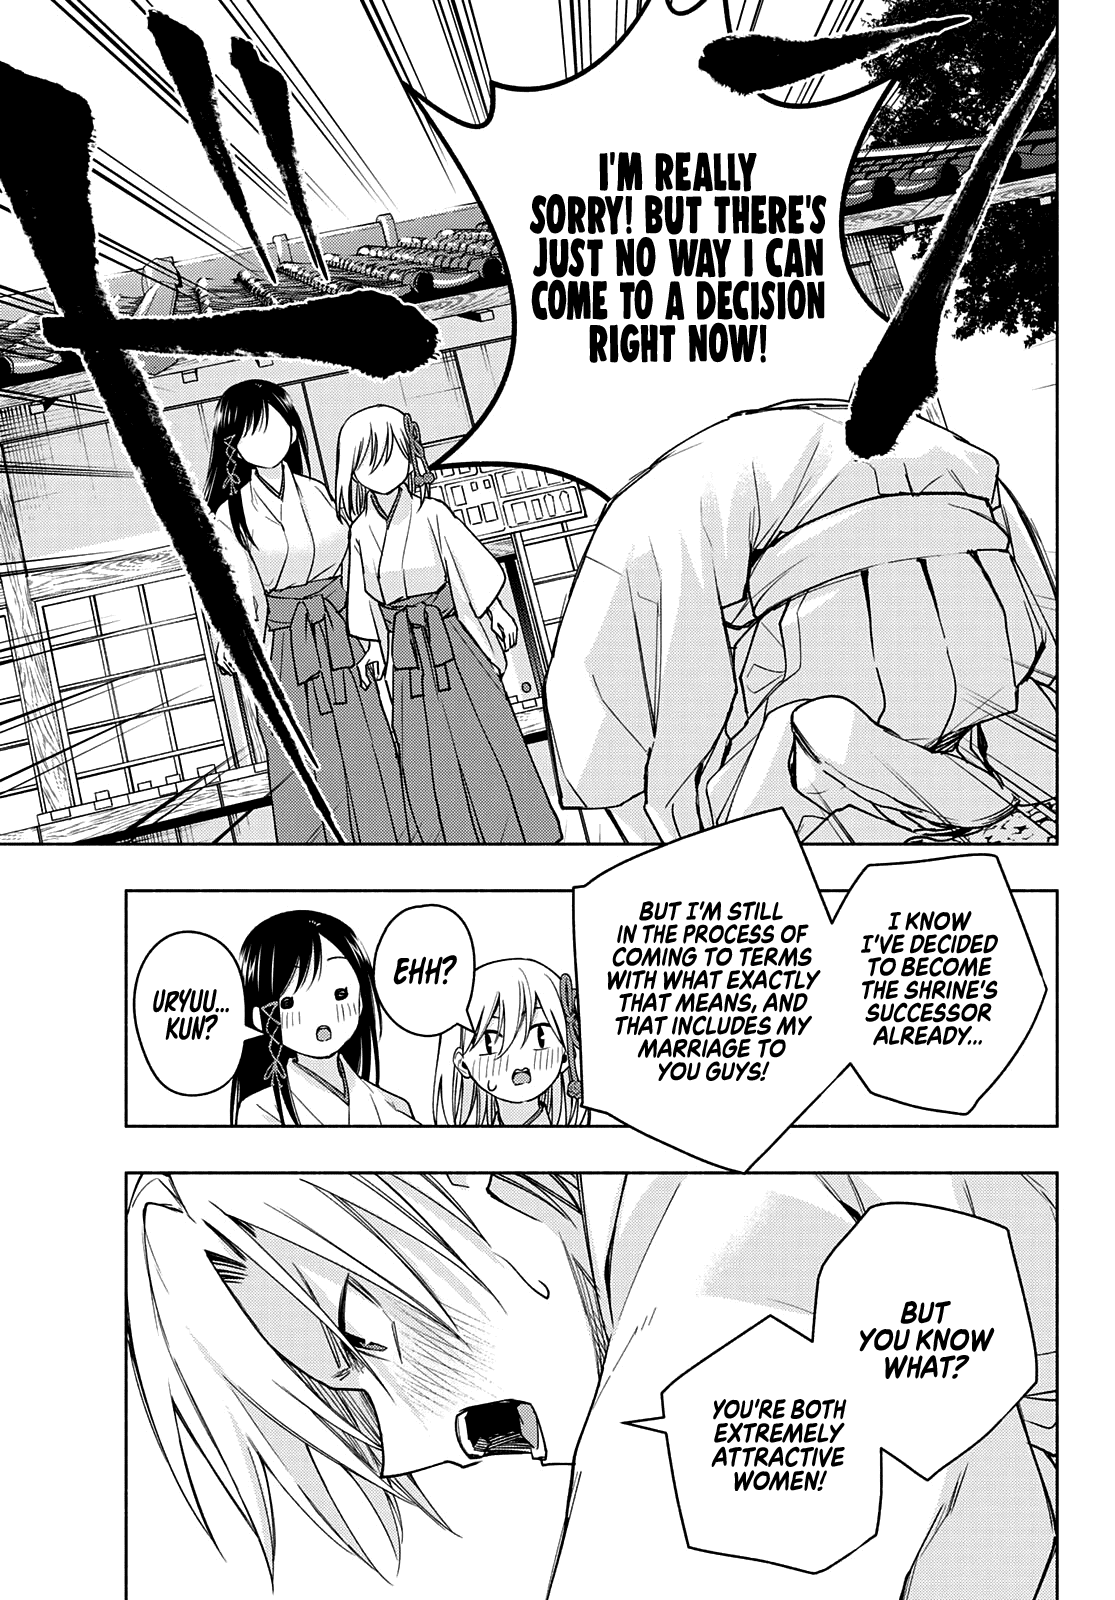 I'M REALLY
SORRY! BUT THERE'S
JUST NO WAY I CAN
COME TO A DECISION
RIGHT NOW!
I KNOW
I'VE DECIDED
TO BECOME
THE SHRINE'S
SUCCESSOR
ALREADY...
BUT I'M STILL
IN THE PROCESS OF
COMING TO TERMS
WITH WHAT EXACTLY
THAT MEANS, AND
THAT INCLUDES MY
MARRIAGE TO
YOU GUYS!
EHH?
URYUU...
KUN?
BUT
YOU KNOW
WHAT?
YOU'RE BOTH
EXTREMELY
ATTRACTIVE
WOMEN!